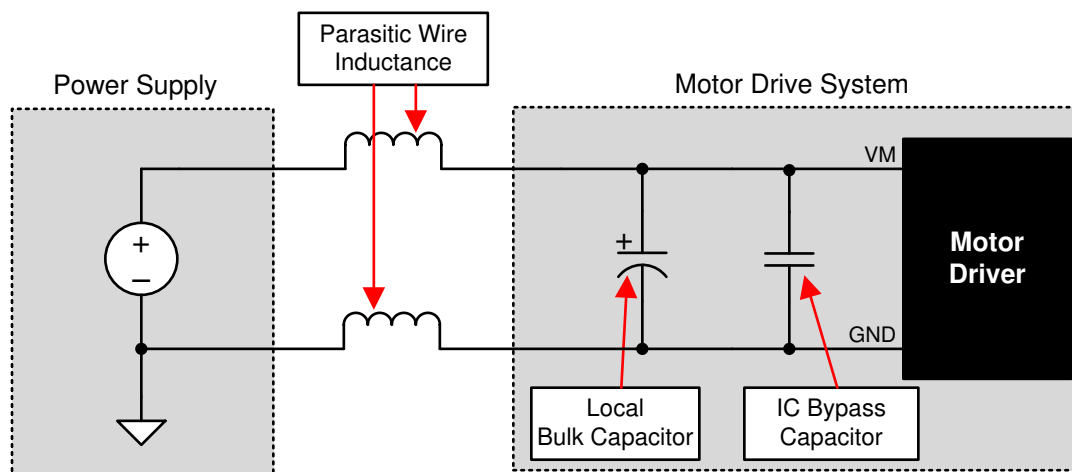 Parasitic Wire
Inductance
Power Supply
Motor Drive System
VM
+
–
+
Motor
Driver
GND
Local
Bulk Capacitor
IC Bypass
Capacitor